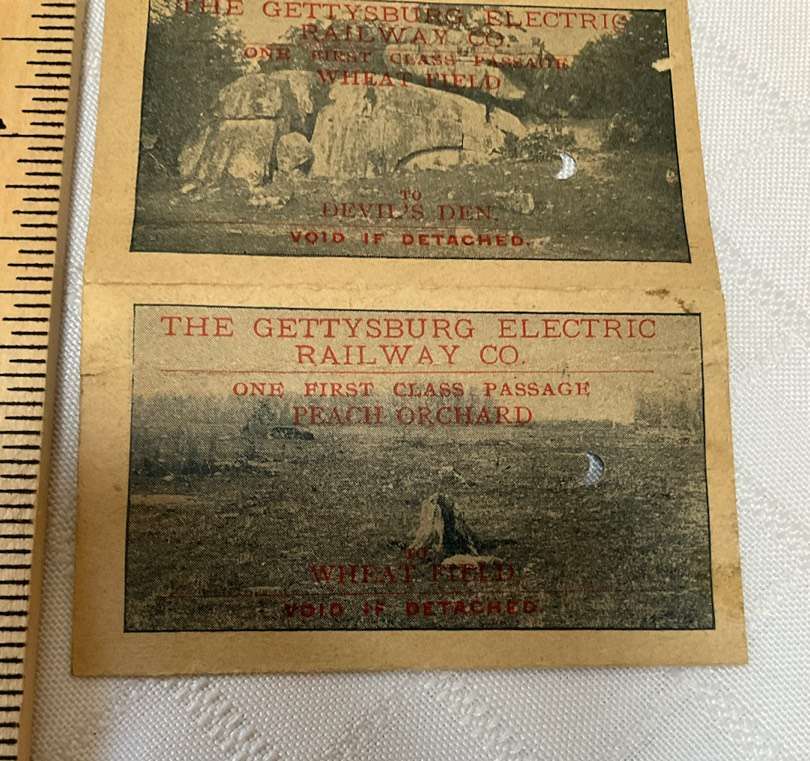 THE GETTYSBURG ELECTRIC
RAILWAY CO.
ONE FIRST CLASS PASSAGE
WHEAT FIELD
TO
DEVIL'S DEN.
VOID IF DETACHED.
THE GETTYSBURG ELECTRIC
RAILWAY CO.
ONE FIRST CLASS PASSAGE
PEACH ORCHARD
TO
WHEAT FIELD
VOID IF DETACHED